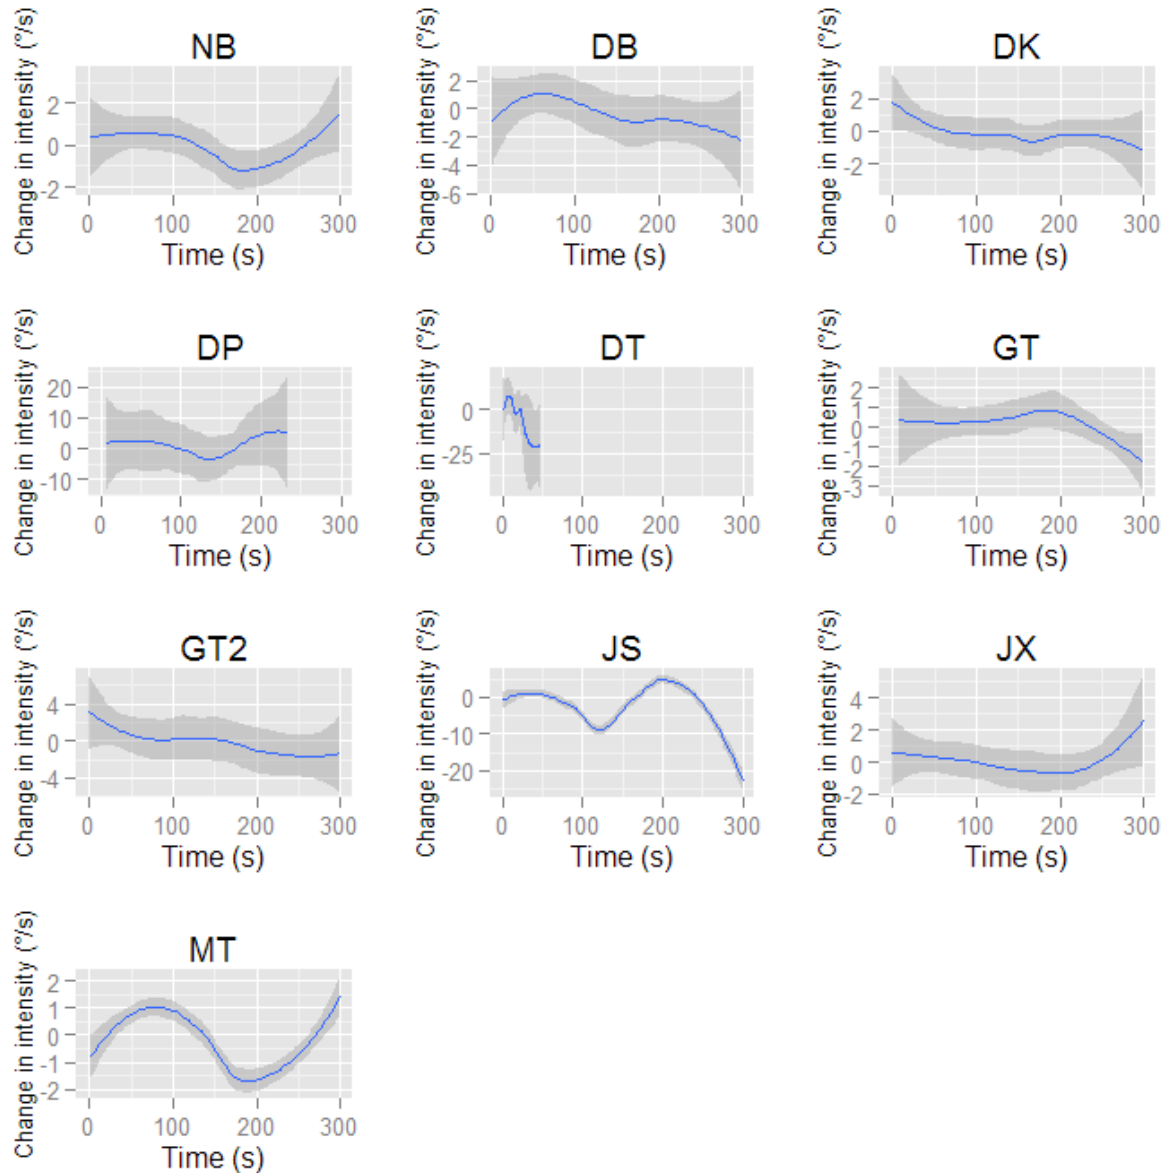 NB
Change in intensity (°/s)
2
0
-2
0 100 200 300
Time (s)
DB
Change in intensity (°/s)
2
0
-2
-4
-6
0 100 200 300
Time (s)
DK
Change in intensity (°/s)
2
0
-2
0 100 200 300
Time (s)
DP
Change in intensity (°/s)
20
10
0
-10
0 100 200 300
Time (s)
DT
Change in intensity (°/s)
0
-25
0 100 200 300
Time (s)
GT
Change in intensity (°/s)
2
1
0
-1
-2
-3
0 100 200 300
Time (s)
GT2
Change in intensity (°/s)
4
0
-4
0 100 200 300
Time (s)
JS
Change in intensity (°/s)
0
-10
-20
0 100 200 300
Time (s)
JX
Change in intensity (°/s)
4
2
0
-2
0 100 200 300
Time (s)
MT
Change in intensity (°/s)
2
1
0
-1
-2
0 100 200 300
Time (s)